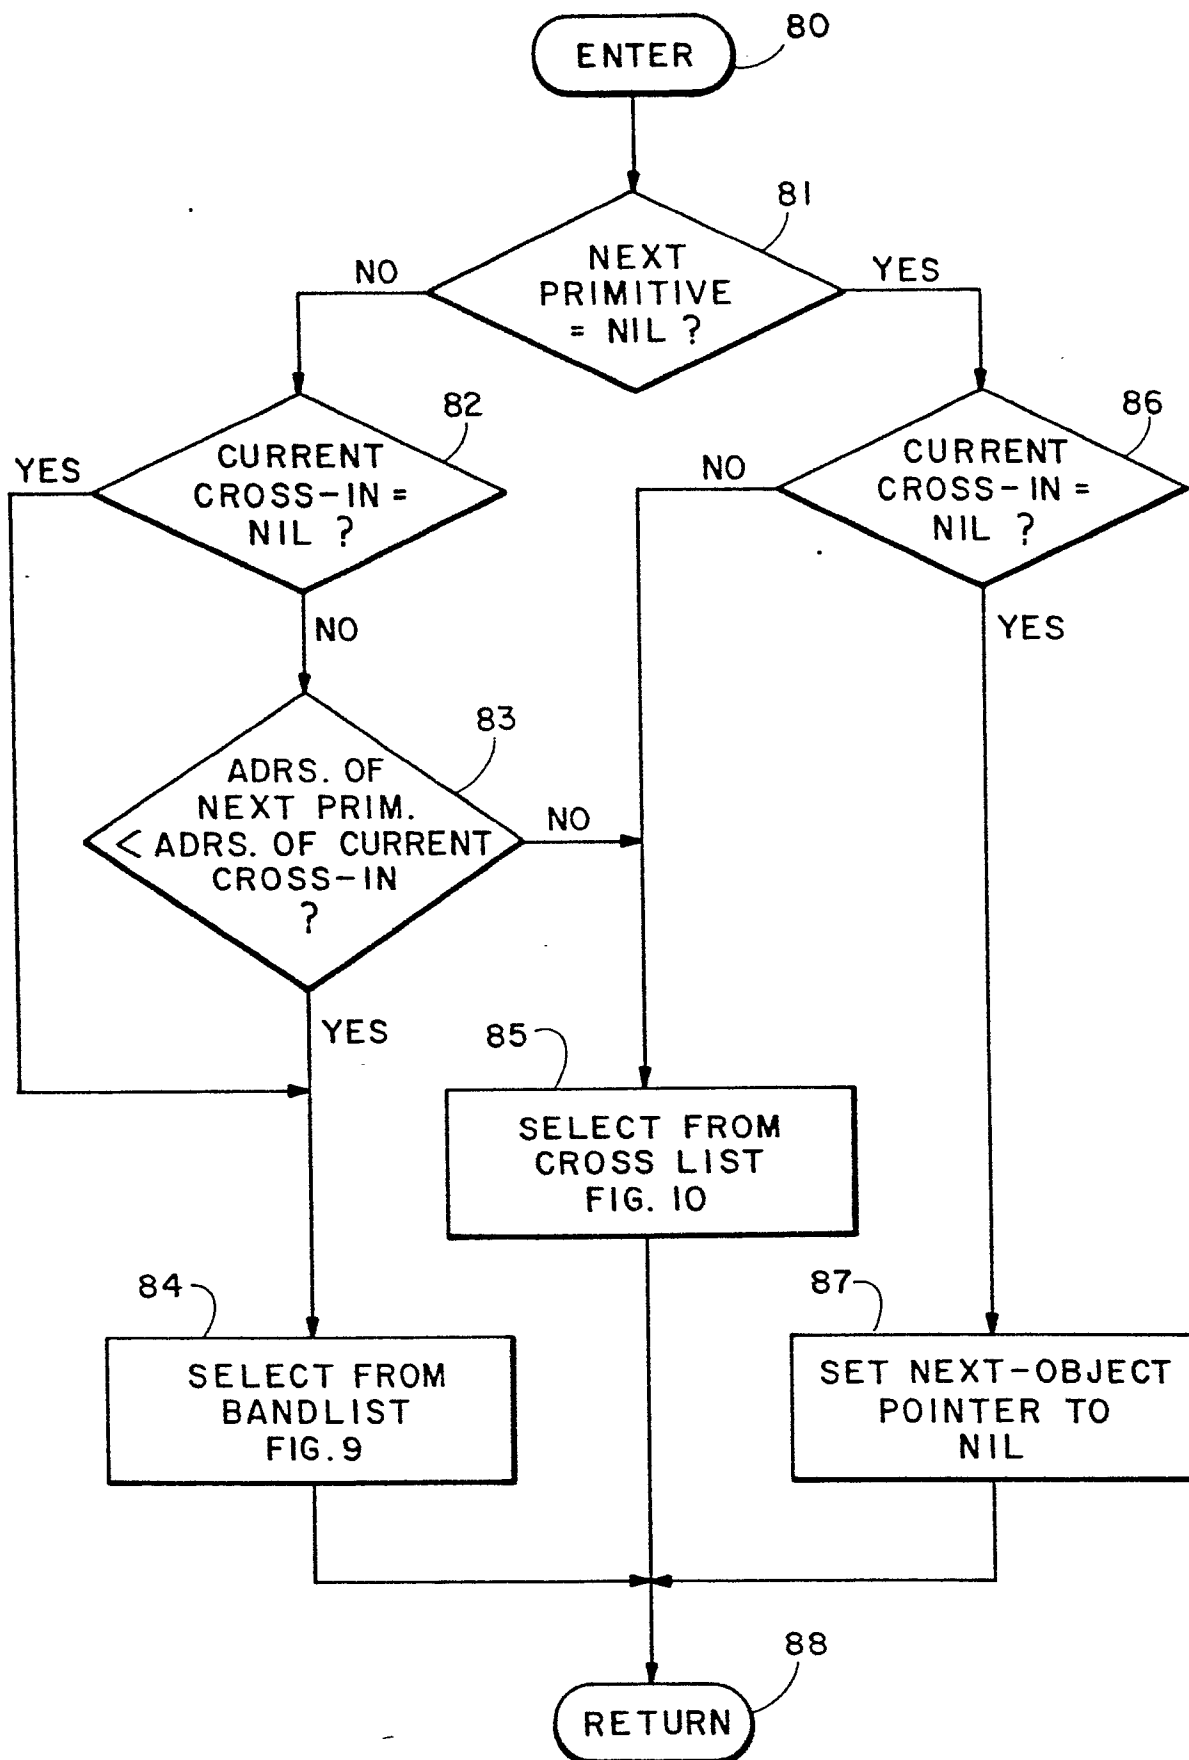 80
ENTER
81
NEXT
PRIMITIVE
= NIL ?
NO
YES
82
CURRENT
CROSS-IN =
NIL ?
YES
NO
86
CURRENT
CROSS-IN =
NIL ?
NO
YES
83
ADRS. OF
NEXT PRIM.
< ADRS. OF CURRENT
CROSS-IN
?
NO
YES
85
SELECT FROM
CROSS LIST
FIG. 10
84
SELECT FROM
BANDLIST
FIG. 9
87
SET NEXT-OBJECT
POINTER TO
NIL
88
RETURN